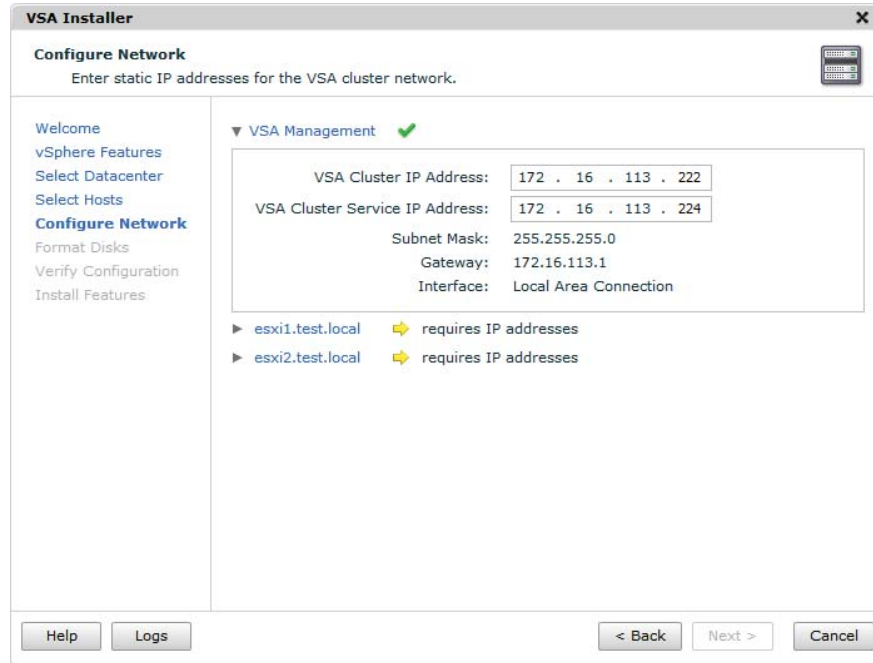 VSA Installer
Configure Network
Enter static IP addresses for the VSA cluster network.
Welcome
vSphere Features
Select Datacenter
Select Hosts
Configure Network
Format Disks
Verify Configuration
Install Features
VSA Management
VSA Cluster IP Address: 172 . 16 . 113 . 222
VSA Cluster Service IP Address: 172 . 16 . 113 . 224
Subnet Mask: 255.255.255.0
Gateway: 172.16.113.1
Interface: Local Area Connection
esxi1.test.local requires IP addresses
esxi2.test.local requires IP addresses
Help Logs < Back Next > Cancel